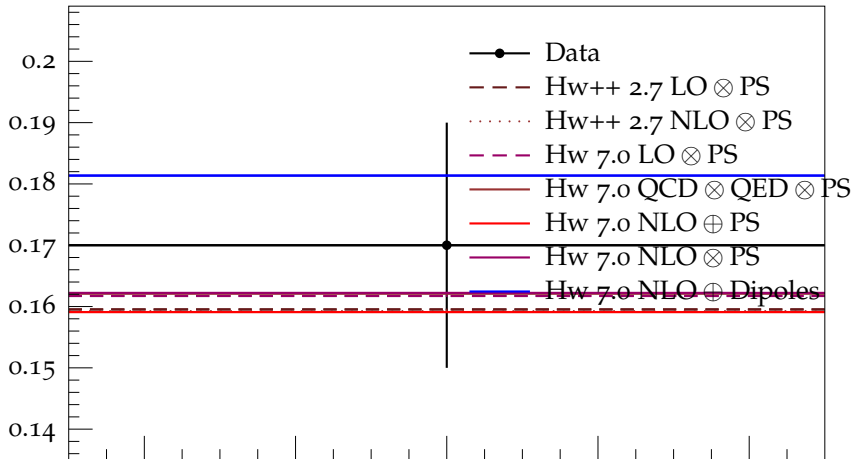 0.2
0.19
0.18
0.17
0.16
0.15
0.14
Data
Hw++ 2.7 LO ⊗ PS
Hw++ 2.7 NLO ⊗ PS
Hw 7.0 LO ⊗ PS
Hw 7.0 QCD ⊗ QED ⊗ PS
Hw 7.0 NLO ⊕ PS
Hw 7.0 NLO ⊗ PS
Hw 7.0 NLO ⊕ Dipoles